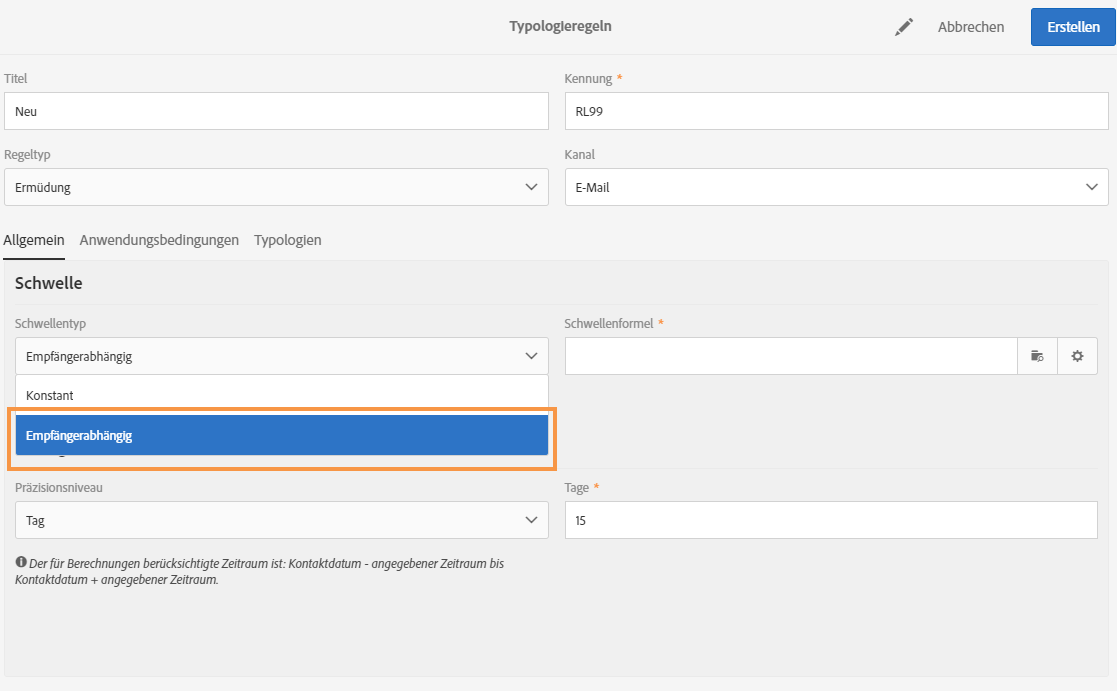 Typologieregeln
Abbrechen
Erstellen
Titel
Kennung *
Neu
RL99
Regeltyp
Kanal
Ermüdung
E-Mail
Allgemein Anwendungsbedingungen Typologien
Schwelle
Schwellentyp
Schwellenformel *
Empfängerabhängig
Konstant
Empfängerabhängig
Präzisionsniveau
Tage *
Tag
15
Der für Berechnungen berücksichtigte Zeitraum ist: Kontaktdatum - angegebener Zeitraum bis
Kontaktdatum + angegebener Zeitraum.